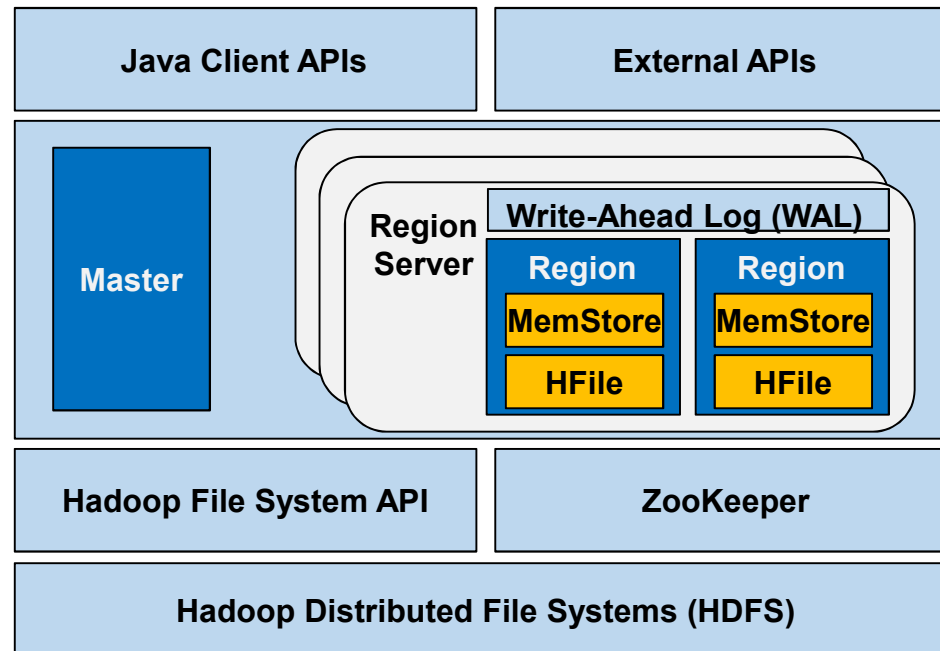 Java Client APIs
External APIs
Master
Region
Server
Write-Ahead Log (WAL)
Region
MemStore
HFile
Region
MemStore
HFile
Hadoop File System API
ZooKeeper
Hadoop Distributed File Systems (HDFS)